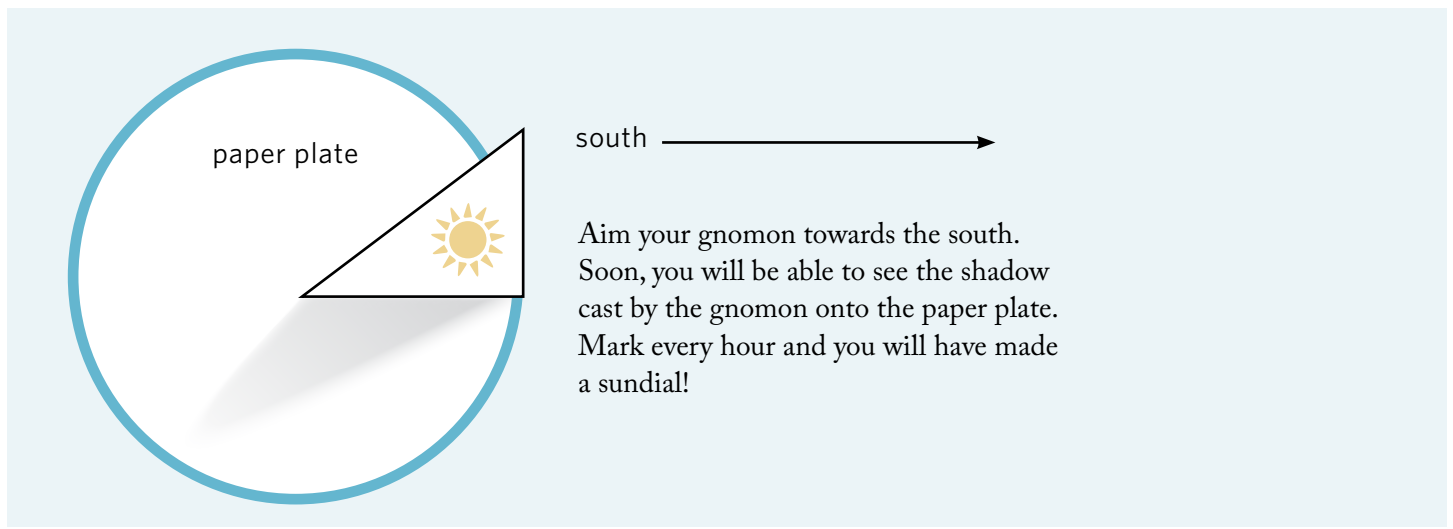 paper plate
south
Aim your gnomon towards the south.
Soon, you will be able to see the shadow
cast by the gnomon onto the paper plate.
Mark every hour and you will have made
a sundial!